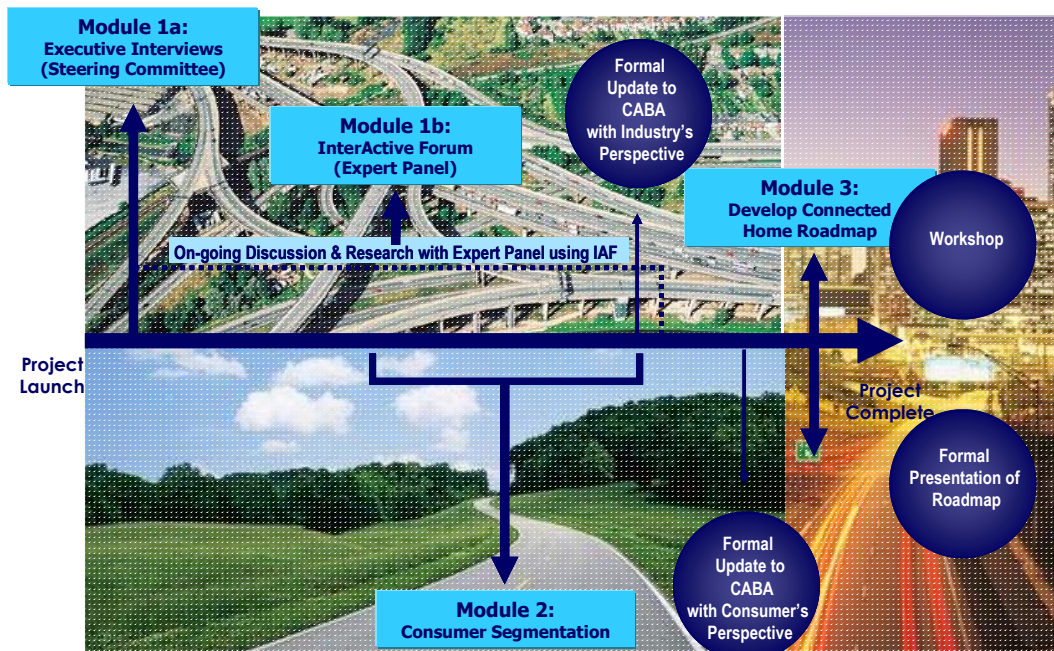 Module 1a:
Executive Interviews
(Steering Committee)
Module 1b:
InterActive Forum
(Expert Panel)
Formal
Update to
CABA
with Industry's
Perspective
Module 3:
Develop Connected
Home Roadmap
Workshop
On-going Discussion & Research with Expert Panel using IAF
Project
Launch
Project
Complete
Formal
Presentation of
Roadmap
Formal
Update to
CABA
with Consumer's
Perspective
Module 2:
Consumer Segmentation